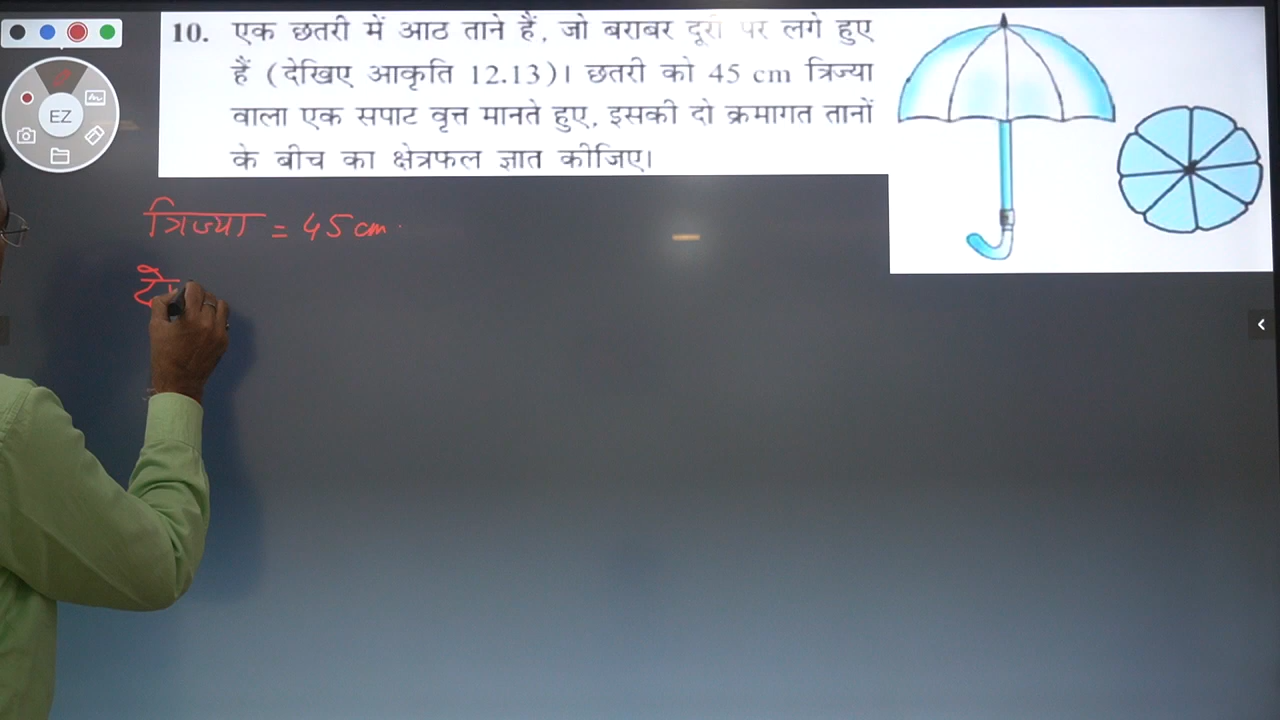 EZ
10. एक छतरी में आठ ताने हैं, जो बराबर दूरी पर लगे हुए
हैं (देखिए आकृति 12.13)। छतरी को 45 cm त्रिज्या
वाला एक सपाट वृत्त मानते हुए, इसकी दो क्रमागत तानों
के बीच का क्षेत्रफल ज्ञात कीजिए।
त्रिज्या = 45 cm.